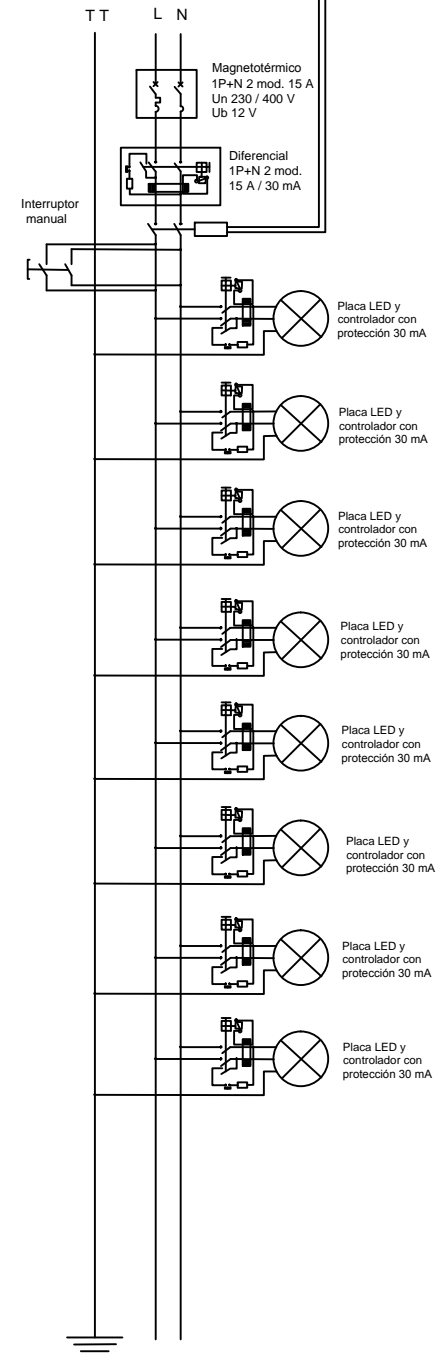 T T
L
N
Magnetotérmico
1P+N 2 mod. 15 A
Un 230 / 400 V
Ub 12 V
Diferencial
1P+N 2 mod.
15 A / 30 mA
Interruptor
manual
Placa LED y
controlador con
protección 30 mA
Placa LED y
controlador con
protección 30 mA
Placa LED y
controlador con
protección 30 mA
Placa LED y
controlador con
protección 30 mA
Placa LED y
controlador con
protección 30 mA
Placa LED y
controlador con
protección 30 mA
Placa LED y
controlador con
protección 30 mA
Placa LED y
controlador con
protección 30 mA